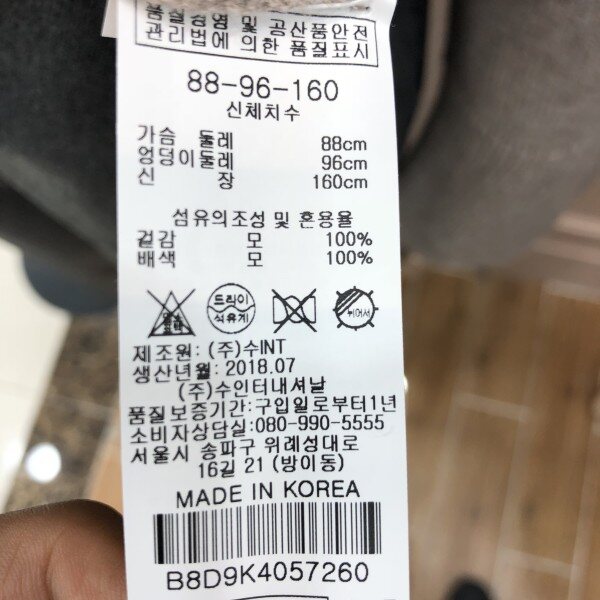 품질경영 및 공산품안전
관리법에 의한 품질표시
88-96-160
신체치수
가슴 둘레 88cm
엉덩이둘레 96cm
신 장 160cm
섬유의조성 및 혼용율
겉감 모 100%
배색 모 100%
드라이
석유계
뉘어서
제조원: (주)수INT
생산년월: 2018.07
(주)수인터내셔날
품질보증기간:구입일로부터1년
소비자상담실:080-990-5555
서울시 송파구 위례성대로
16길 21 (방이동)
MADE IN KOREA
B8D9K4057260